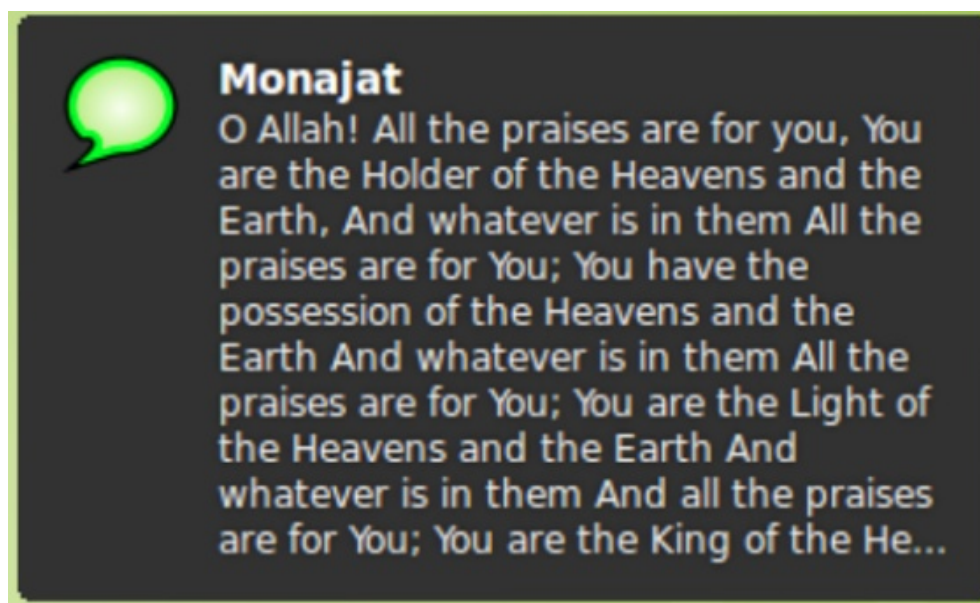 Monajat
O Allah! All the praises are for you, You
are the Holder of the Heavens and the
Earth, And whatever is in them All the
praises are for You; You have the
possession of the Heavens and the
Earth And whatever is in them All the
praises are for You; You are the Light of
the Heavens and the Earth And
whatever is in them And all the praises
are for You; You are the King of the He...